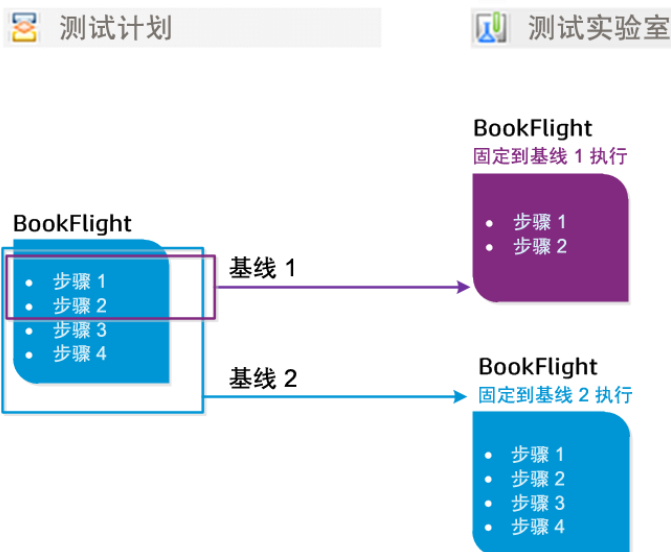 测试计划
测试实验室
BookFlight
固定到基线 1 执行
• 步骤 1
• 步骤 2
BookFlight
• 步骤 1
• 步骤 2
• 步骤 3
• 步骤 4
基线 1
基线 2
BookFlight
固定到基线 2 执行
• 步骤 1
• 步骤 2
• 步骤 3
• 步骤 4